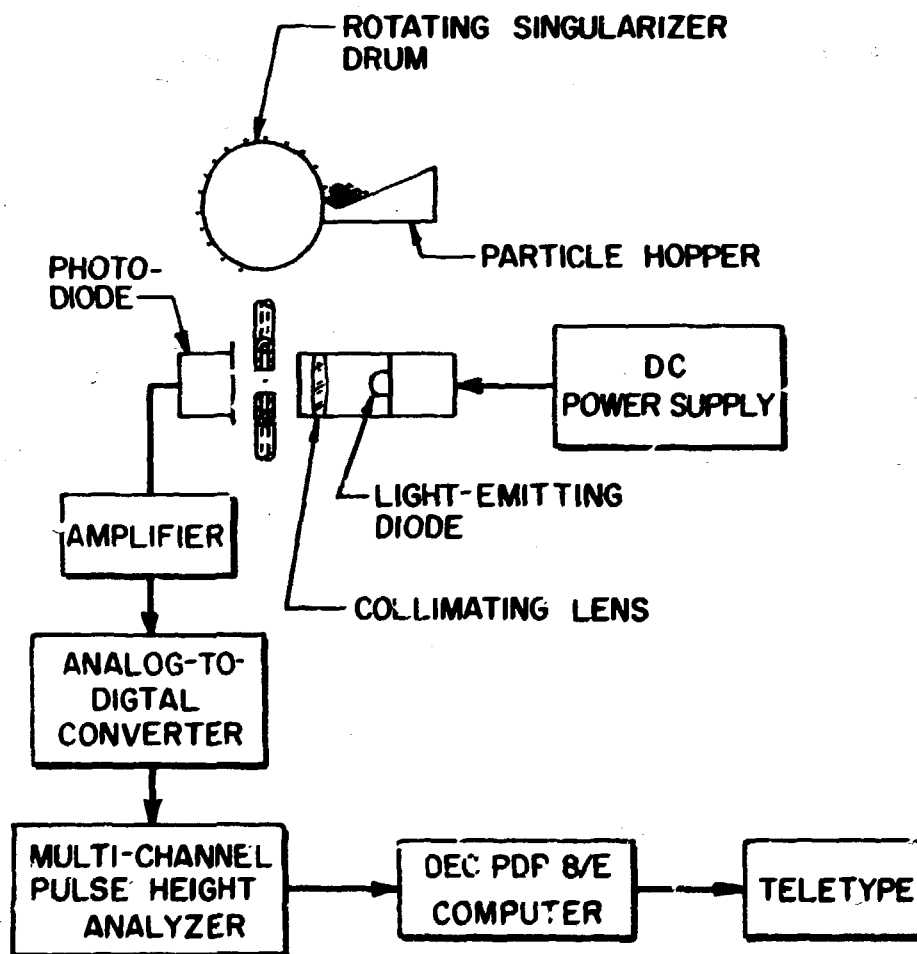 ROTATING SINGULARIZER
DRUM
PARTICLE HOPPER
PHOTO-
DIODE
DC
POWER SUPPLY
LIGHT-EMITTING
DIODE
AMPLIFIER
COLLIMATING LENS
ANALOG-TO-
DIGTAL
CONVERTER
MULTI-CHANNEL
PULSE HEIGHT
ANALYZER
DEC PDP 8/E
COMPUTER
TELETYPE